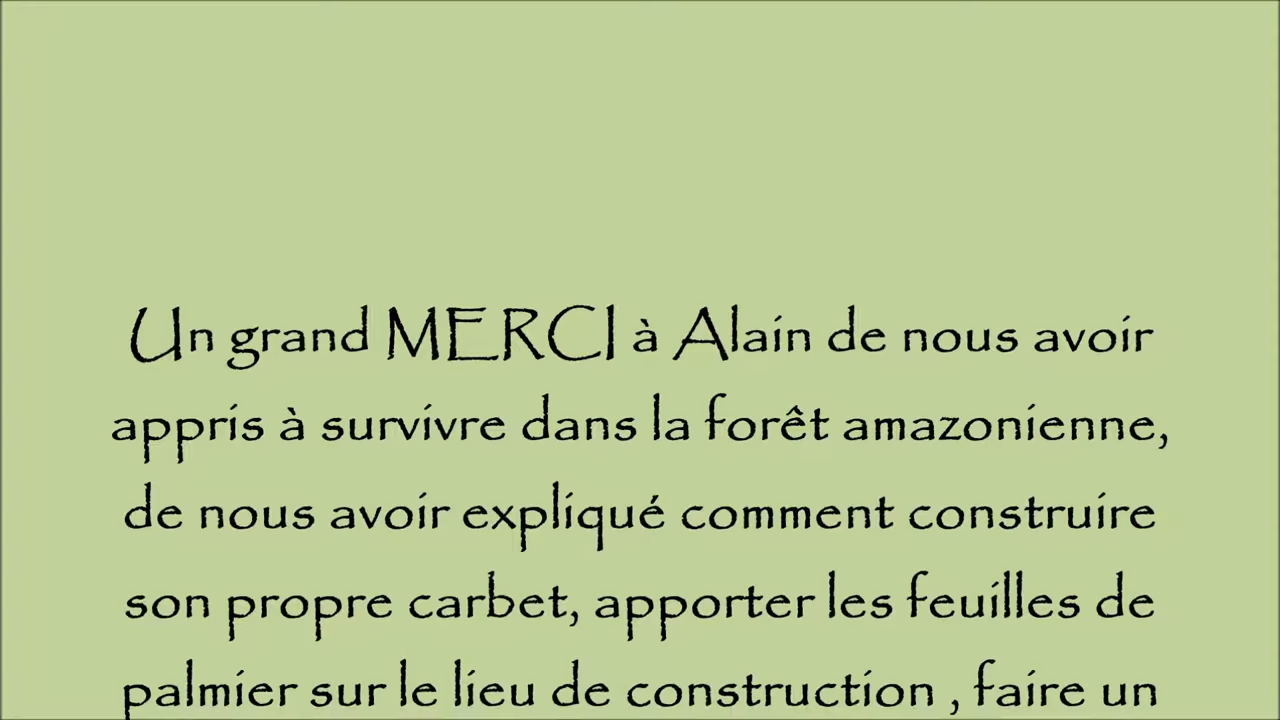 Un grand MERCI à Alain de nous avoir
appris à survivre dans la forêt amazonienne,
de nous avoir expliqué comment construire
son propre carbet, apporter les feuilles de
palmier sur le lieu de construction , faire un